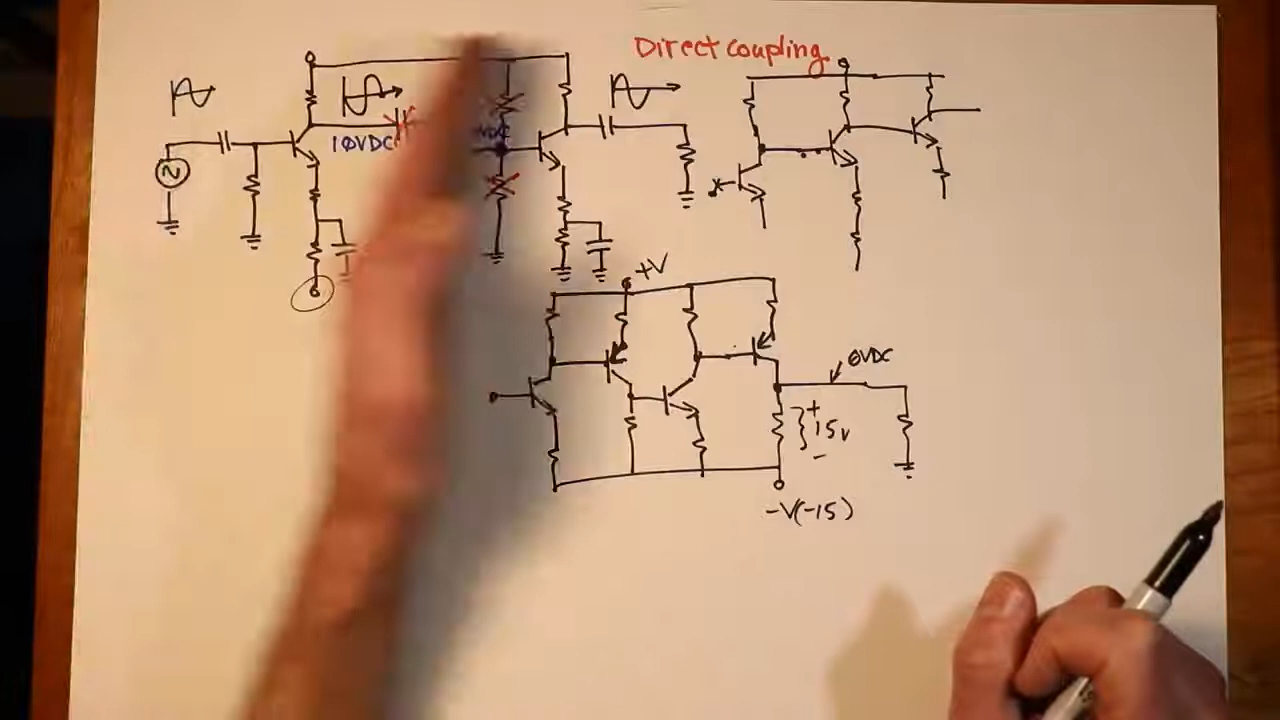 Direct coupling
10VDC
+V
0VDC
+
15v
-
-V(-15)